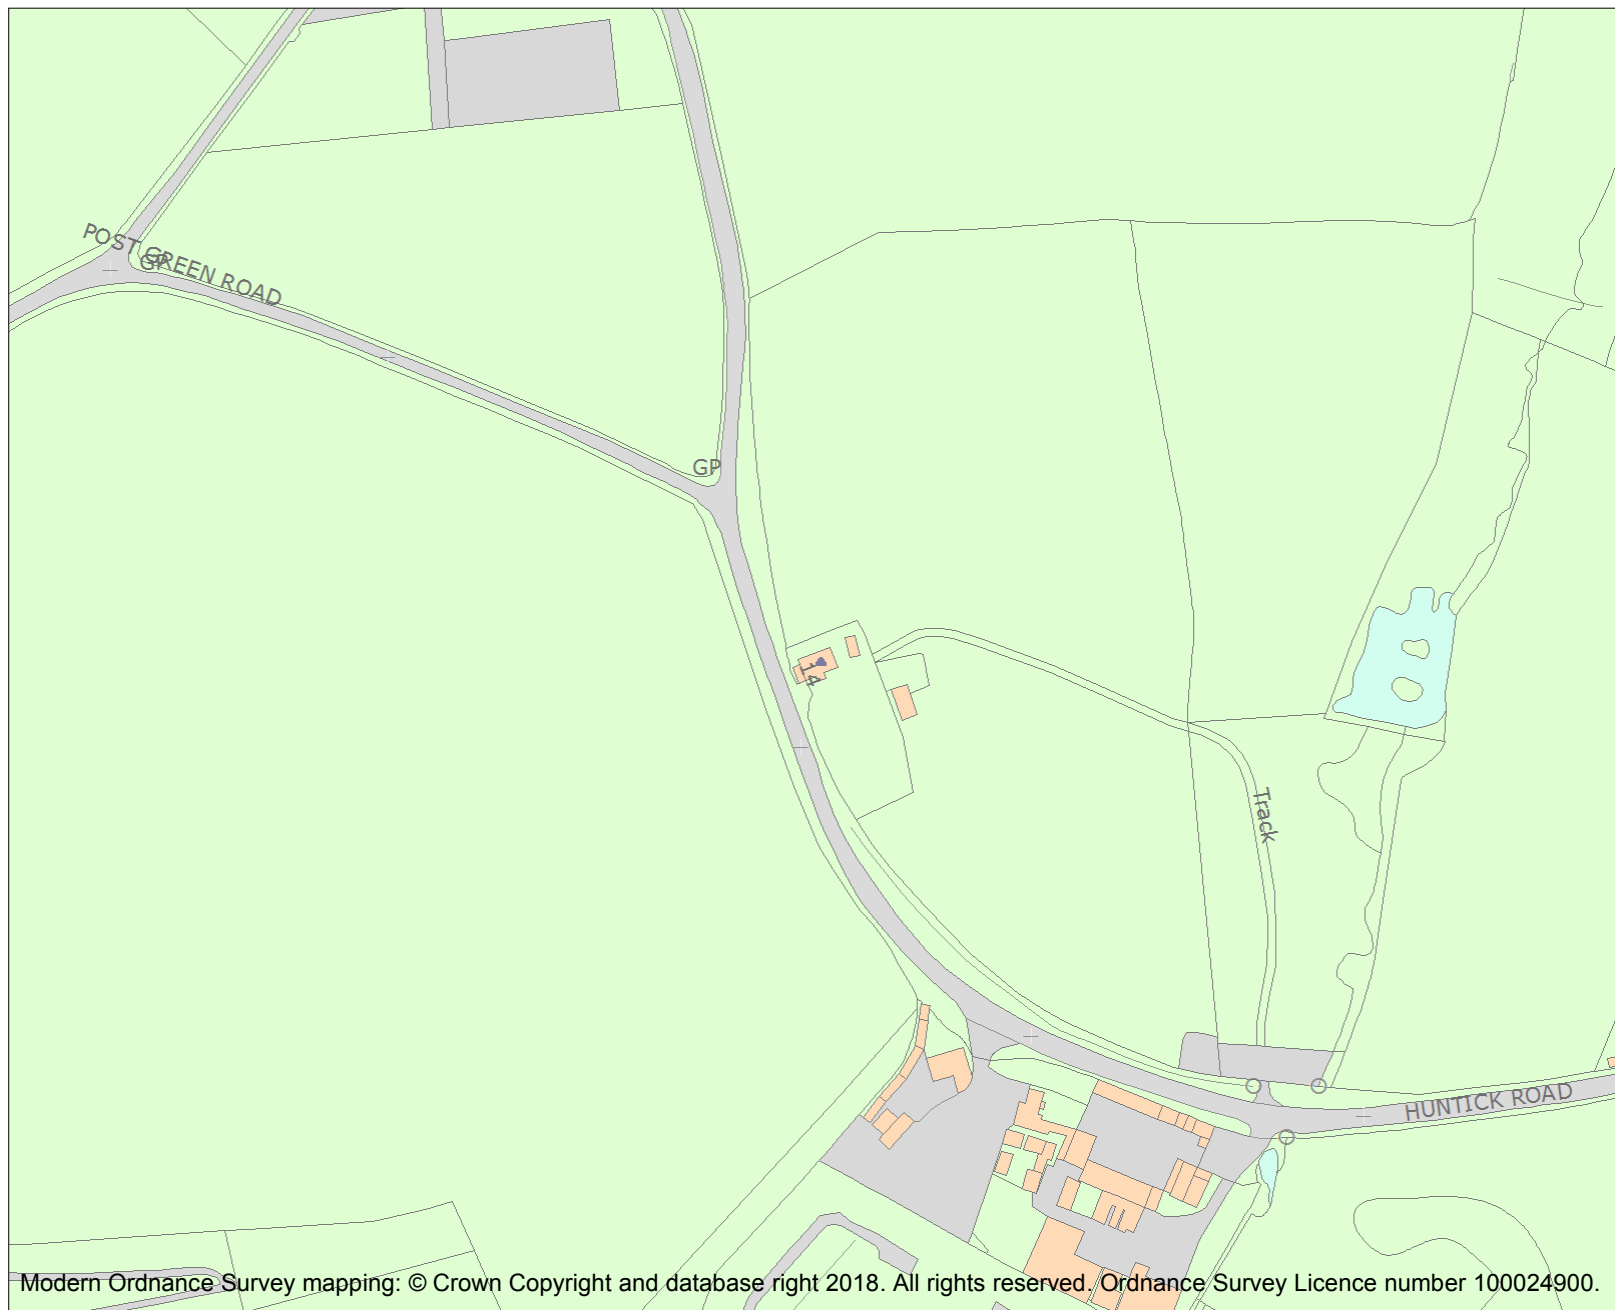 POST GREEN ROAD
GP
GP
14
Track
HUNTICK ROAD
Modern Ordnance Survey mapping: © Crown Copyright and database right 2018. All rights reserved. Ordnance Survey Licence number 100024900.